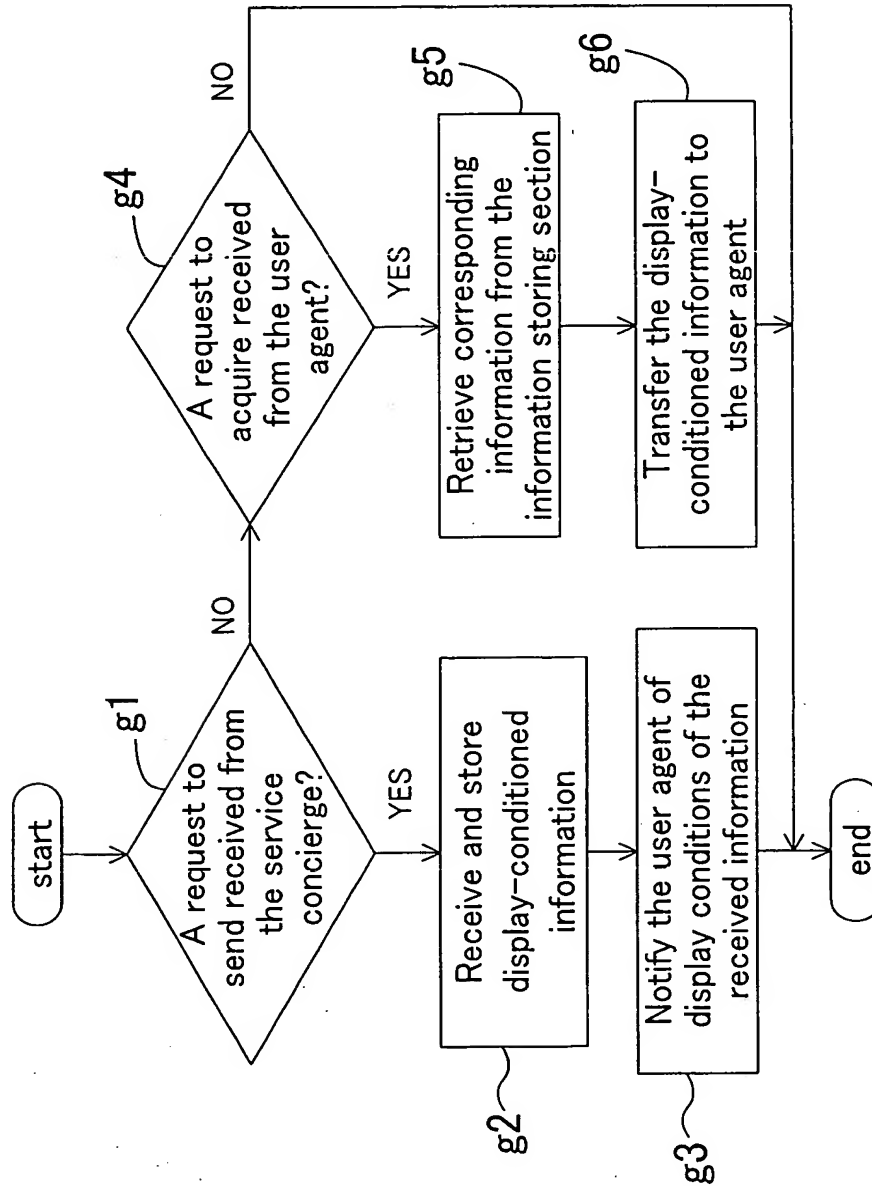 start
g1
A request to
send received from
the service
concierge?
NO
YES
g2
Receive and store
display-conditioned
information
g3
Notify the user agent of
display conditions of the
received information
end
g4
A request to
acquire received
from the user
agent?
NO
YES
g5
Retrieve corresponding
information from the
information storing section
g6
Transfer the display-
conditioned information to
the user agent